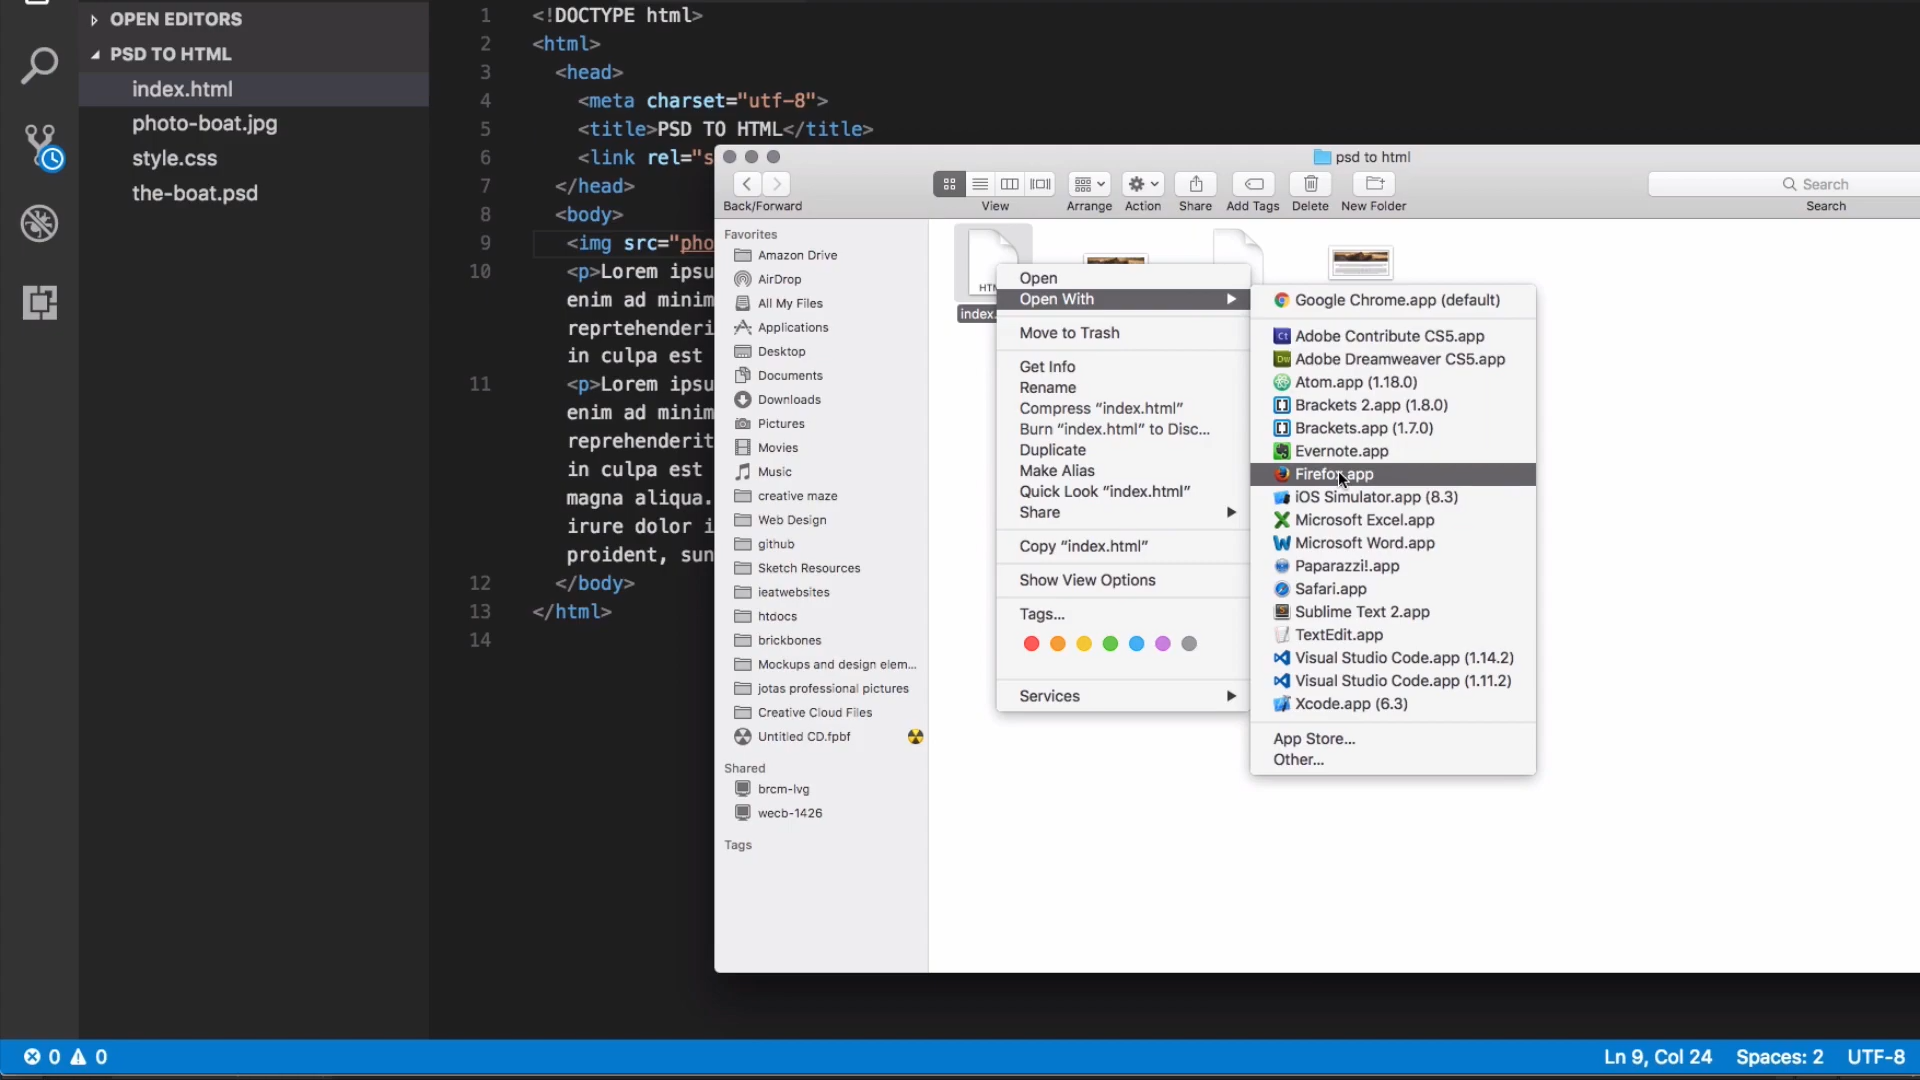 OPEN EDITORS
PSD TO HTML
index.html
photo-boat.jpg
style.css
the-boat.psd
1 <!DOCTYPE html>
2 <html>
3 <head>
4 <meta charset="utf-8">
5 <title>PSD TO HTML</title>
6 <link rel="s
7 </head>
8 <body>
9 <img src="pho
10 <p>Lorem ipsu
enim ad minim
reprtehenderi
in culpa est
11 <p>Lorem ipsu
enim ad minim
reprehenderit
in culpa est
magna aliqua.
irure dolor i
proident, sun
12 </body>
13 </html>
14
psd to html
Back/Forward
View
Arrange
Action
Share
Add Tags
Delete
New Folder
Search
Search
Favorites
Amazon Drive
AirDrop
All My Files
Applications
Desktop
Documents
Downloads
Pictures
Movies
Music
creative maze
Web Design
github
Sketch Resources
ieatwebsites
htdocs
brickbones
Mockups and design elem...
jotas professional pictures
Creative Cloud Files
Untitled CD.fpbf
Shared
brcm-lvg
wecb-1426
Tags
HTM
index.
Open
Open With
Move to Trash
Get Info
Rename
Compress “index.html”
Burn “index.html” to Disc...
Duplicate
Make Alias
Quick Look “index.html”
Share
Copy “index.html”
Show View Options
Tags...
Services
Google Chrome.app (default)
Adobe Contribute CS5.app
Adobe Dreamweaver CS5.app
Atom.app (1.18.0)
Brackets 2.app (1.8.0)
Brackets.app (1.7.0)
Evernote.app
Firefox.app
iOS Simulator.app (8.3)
Microsoft Excel.app
Microsoft Word.app
Paparazzi!.app
Safari.app
Sublime Text 2.app
TextEdit.app
Visual Studio Code.app (1.14.2)
Visual Studio Code.app (1.11.2)
Xcode.app (6.3)
App Store...
Other...
0 0
Ln 9, Col 24 Spaces: 2 UTF-8